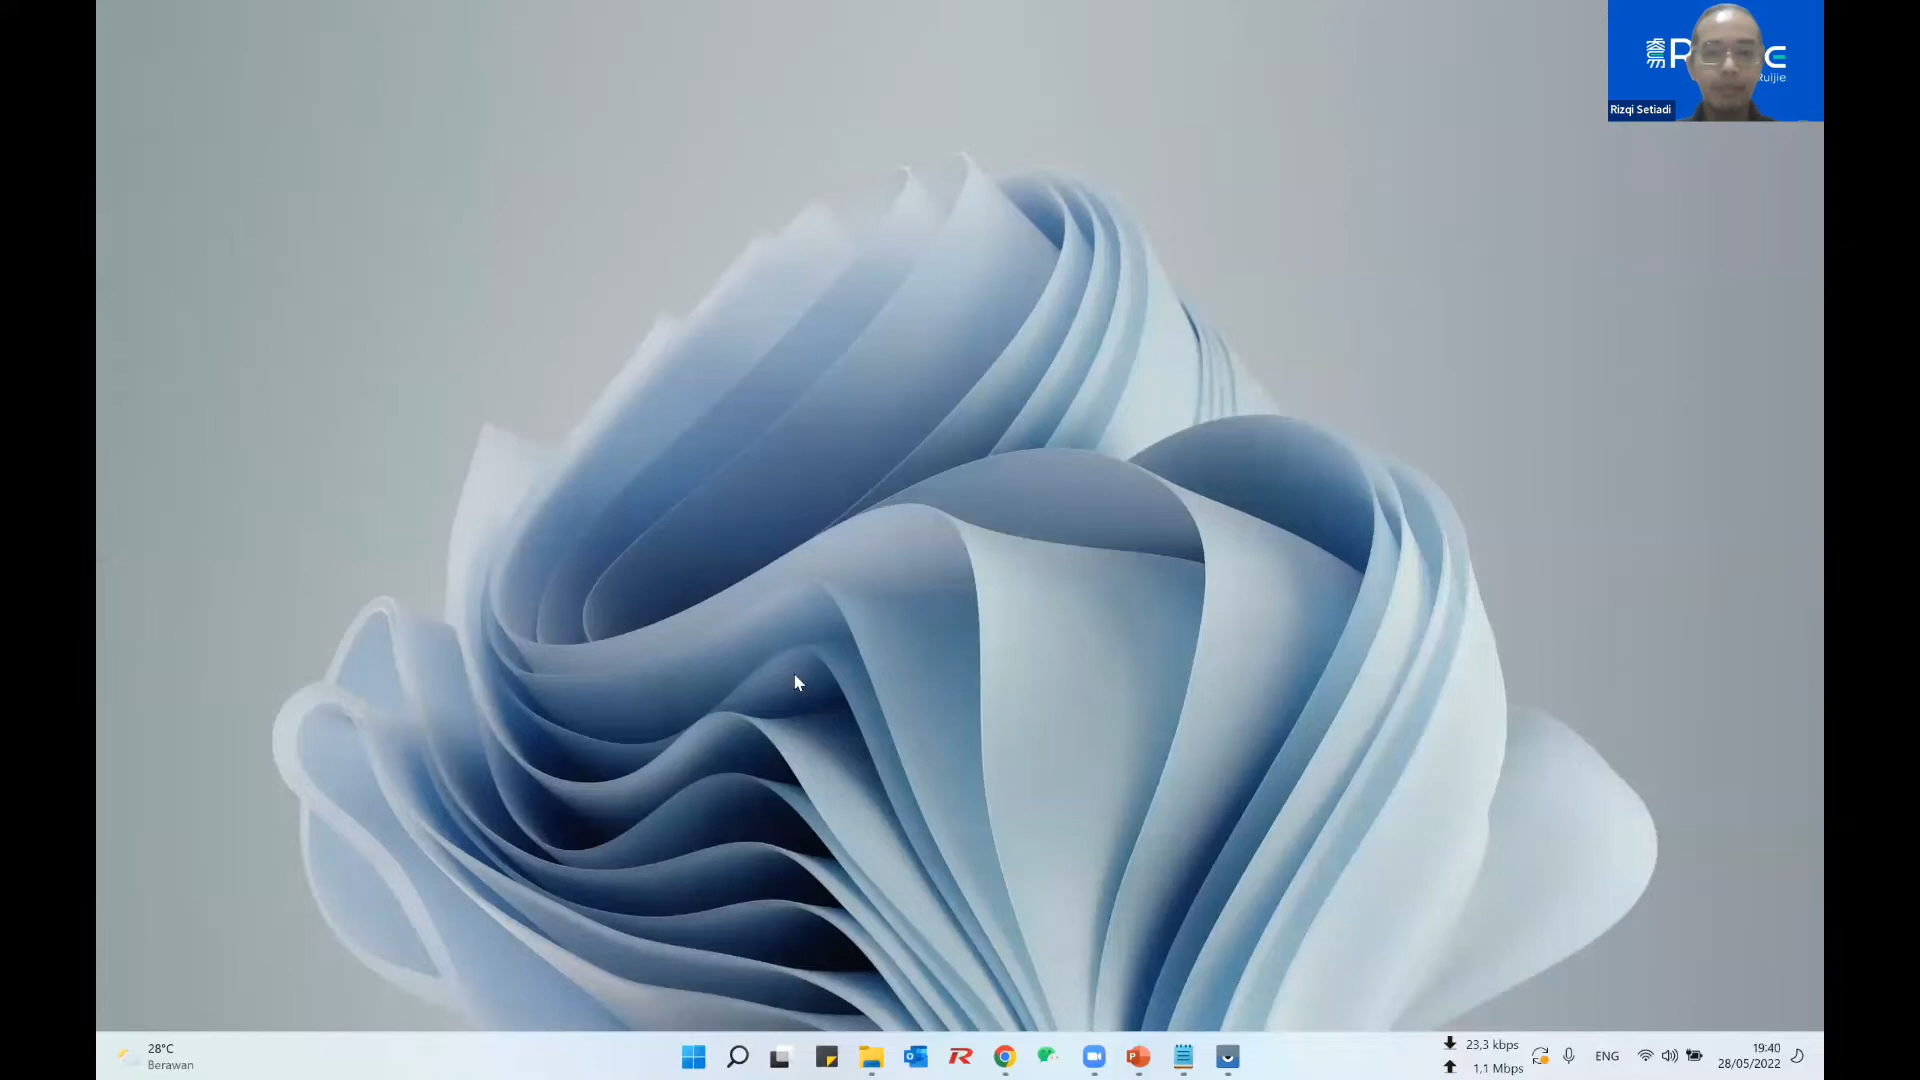 Ruijie
Rizqi Setiadi
28°C
Berawan
23,3 kbps
1,1 Mbps
ENG
19:40
28/05/2022